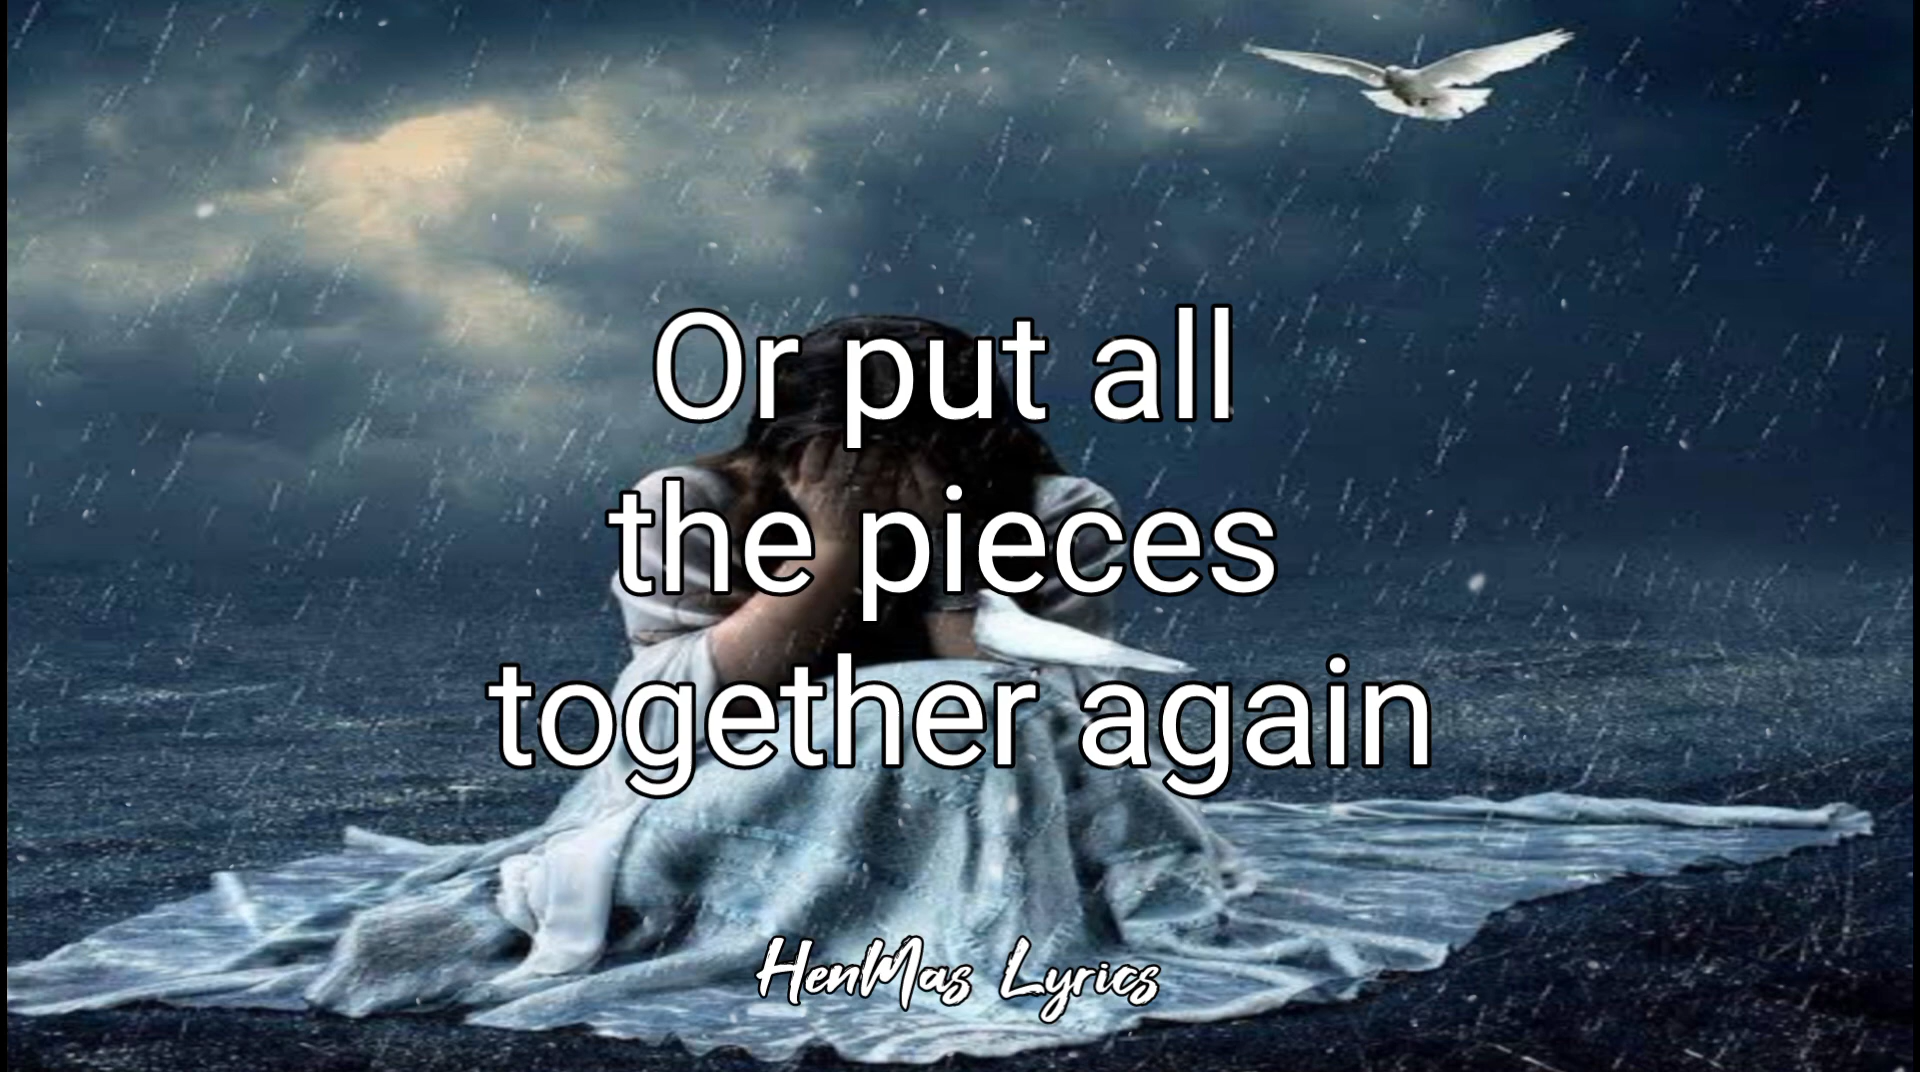 Or put all
the pieces
together again
HenMas Lyrics